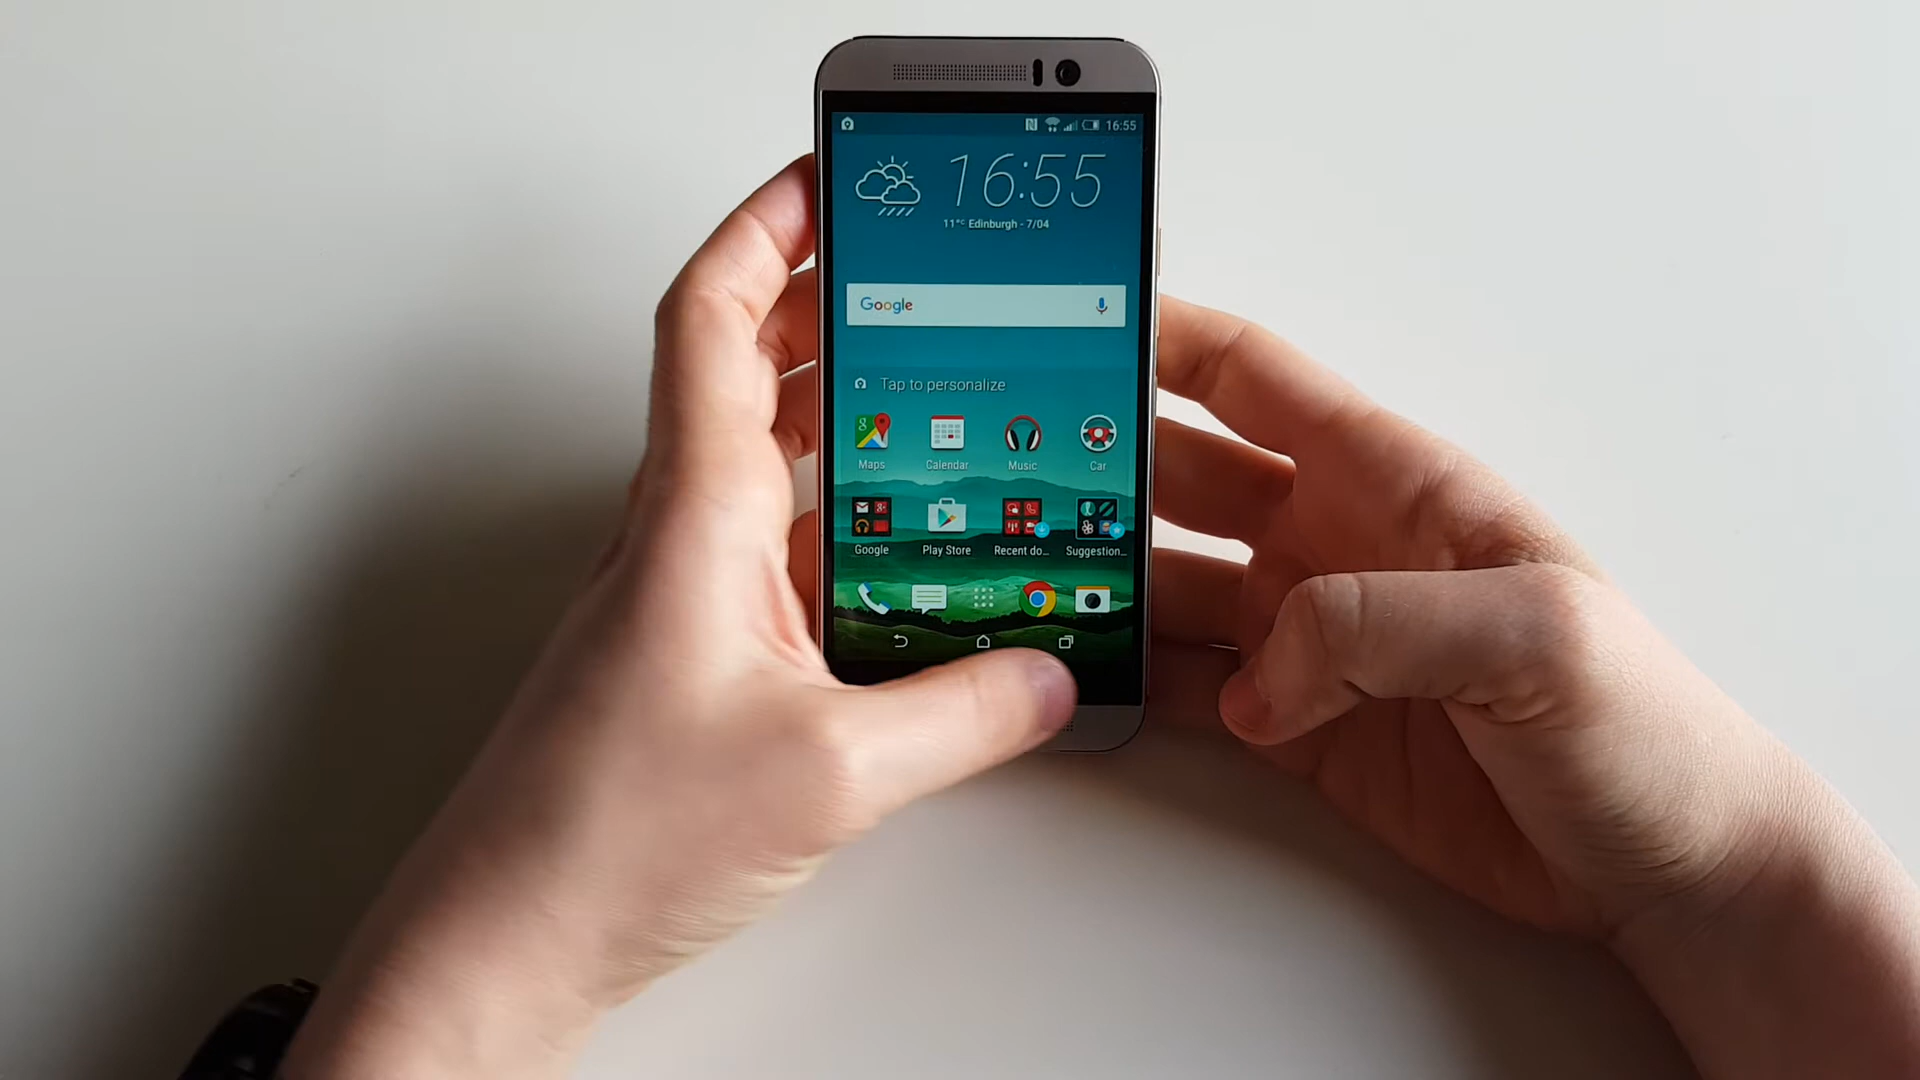 16:55
16:55
11°C Edinburgh - 7/04
Google
Tap to personalize
Maps Calendar Music Car
Google Play Store Recent do... Suggestion...